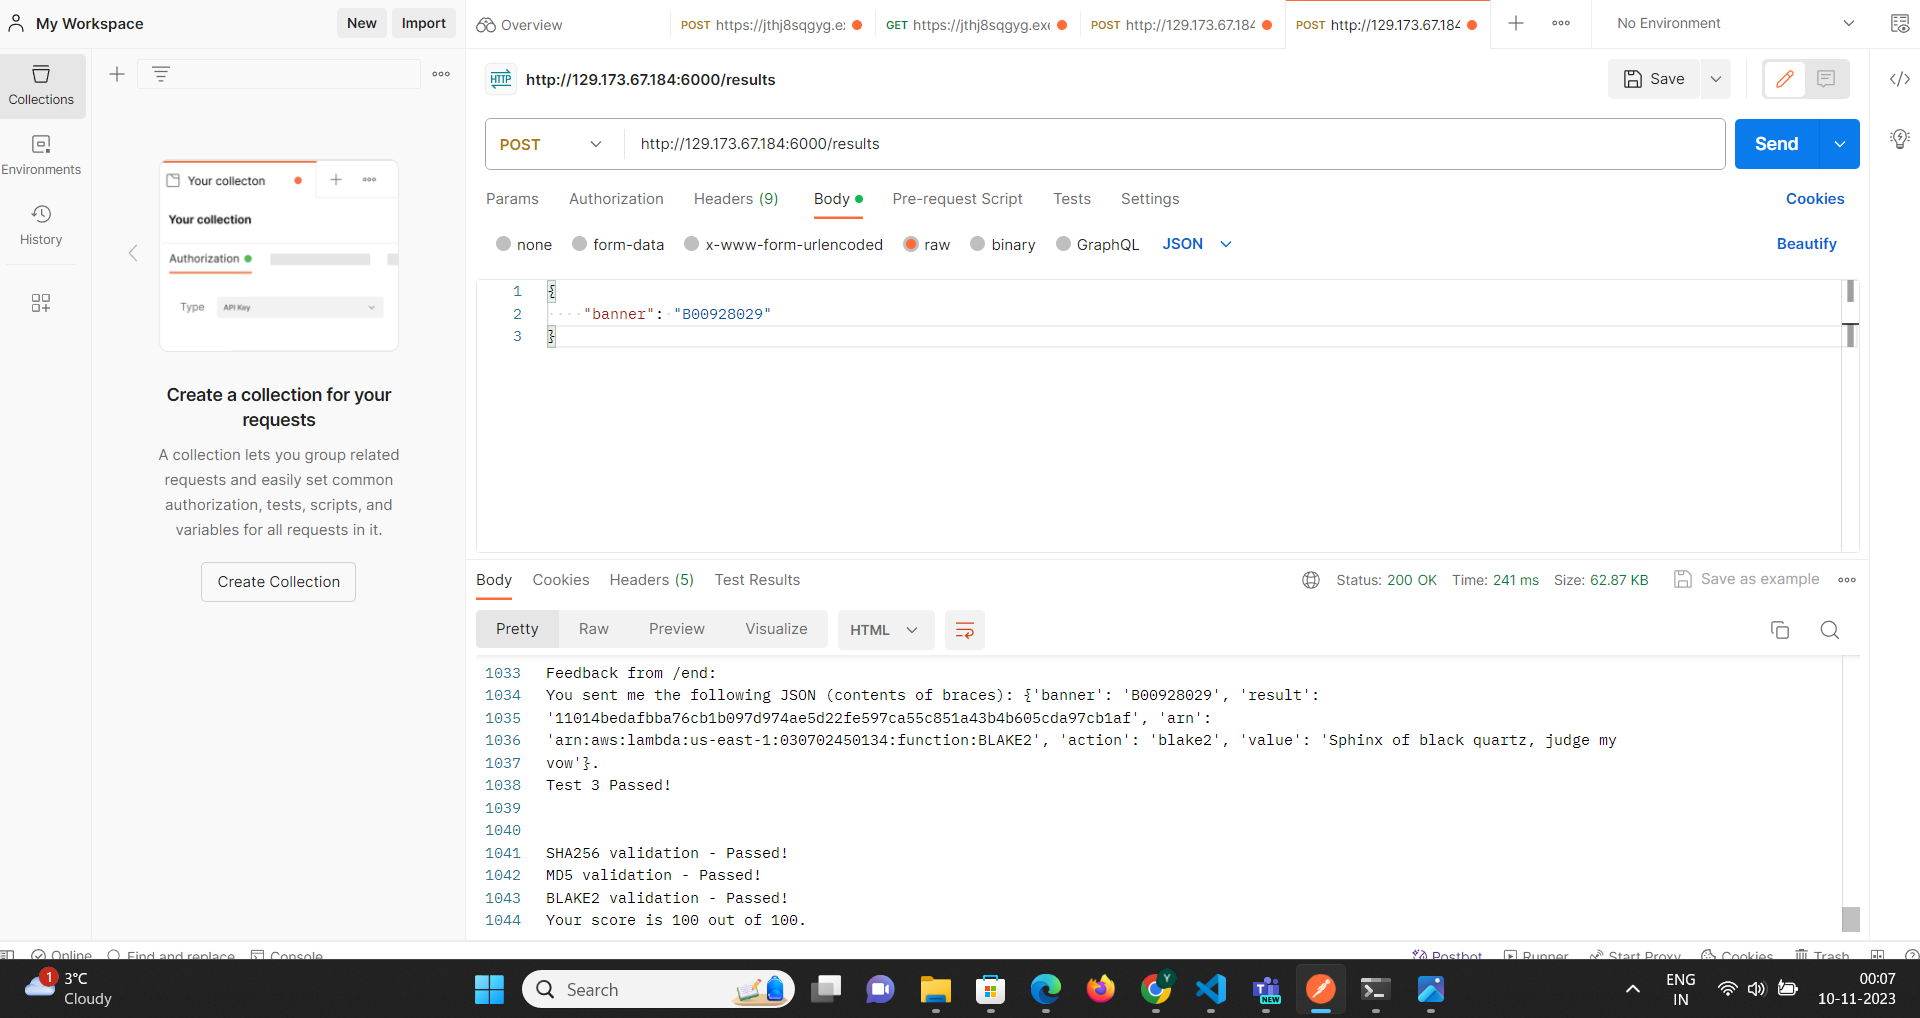 My Workspace
New
Import
Overview
POST https://jthj8sqgyg.ex
GET https://jthj8sqgyg.exe
POST http://129.173.67.184
POST http://129.173.67.184
No Environment
Collections
Environments
History
Your collecton
Your collection
Authorization
Type
API Key
Create a collection for your
requests
A collection lets you group related
requests and easily set common
authorization, tests, scripts, and
variables for all requests in it.
Create Collection
HTTP
http://129.173.67.184:6000/results
Save
POST
http://129.173.67.184:6000/results
Send
Params
Authorization
Headers (9)
Body
Pre-request Script
Tests
Settings
Cookies
none
form-data
x-www-form-urlencoded
raw
binary
GraphQL
JSON
Beautify
1 {
2 "banner": "B00928029"
3 }
Body
Cookies
Headers (5)
Test Results
Status: 200 OK
Time: 241 ms
Size: 62.87 KB
Save as example
Pretty
Raw
Preview
Visualize
HTML
1033 Feedback from /end:
1034 You sent me the following JSON (contents of braces): {'banner': 'B00928029', 'result':
1035 '11014bedafbba76cb1b097d974ae5d22fe597ca55c851a43b4b605cda97cb1af', 'arn':
1036 'arn:aws:lambda:us-east-1:030702450134:function:BLAKE2', 'action': 'blake2', 'value': 'Sphinx of black quartz, judge my
1037 vow'}.
1038 Test 3 Passed!
1039
1040
1041 SHA256 validation - Passed!
1042 MD5 validation - Passed!
1043 BLAKE2 validation - Passed!
1044 Your score is 100 out of 100.
Online
Find and replace
Console
Postbot
Runner
Start Proxy
Cookies
Trash
1
3°C
Cloudy
Search
Y
NEW
ENG
IN
00:07
10-11-2023